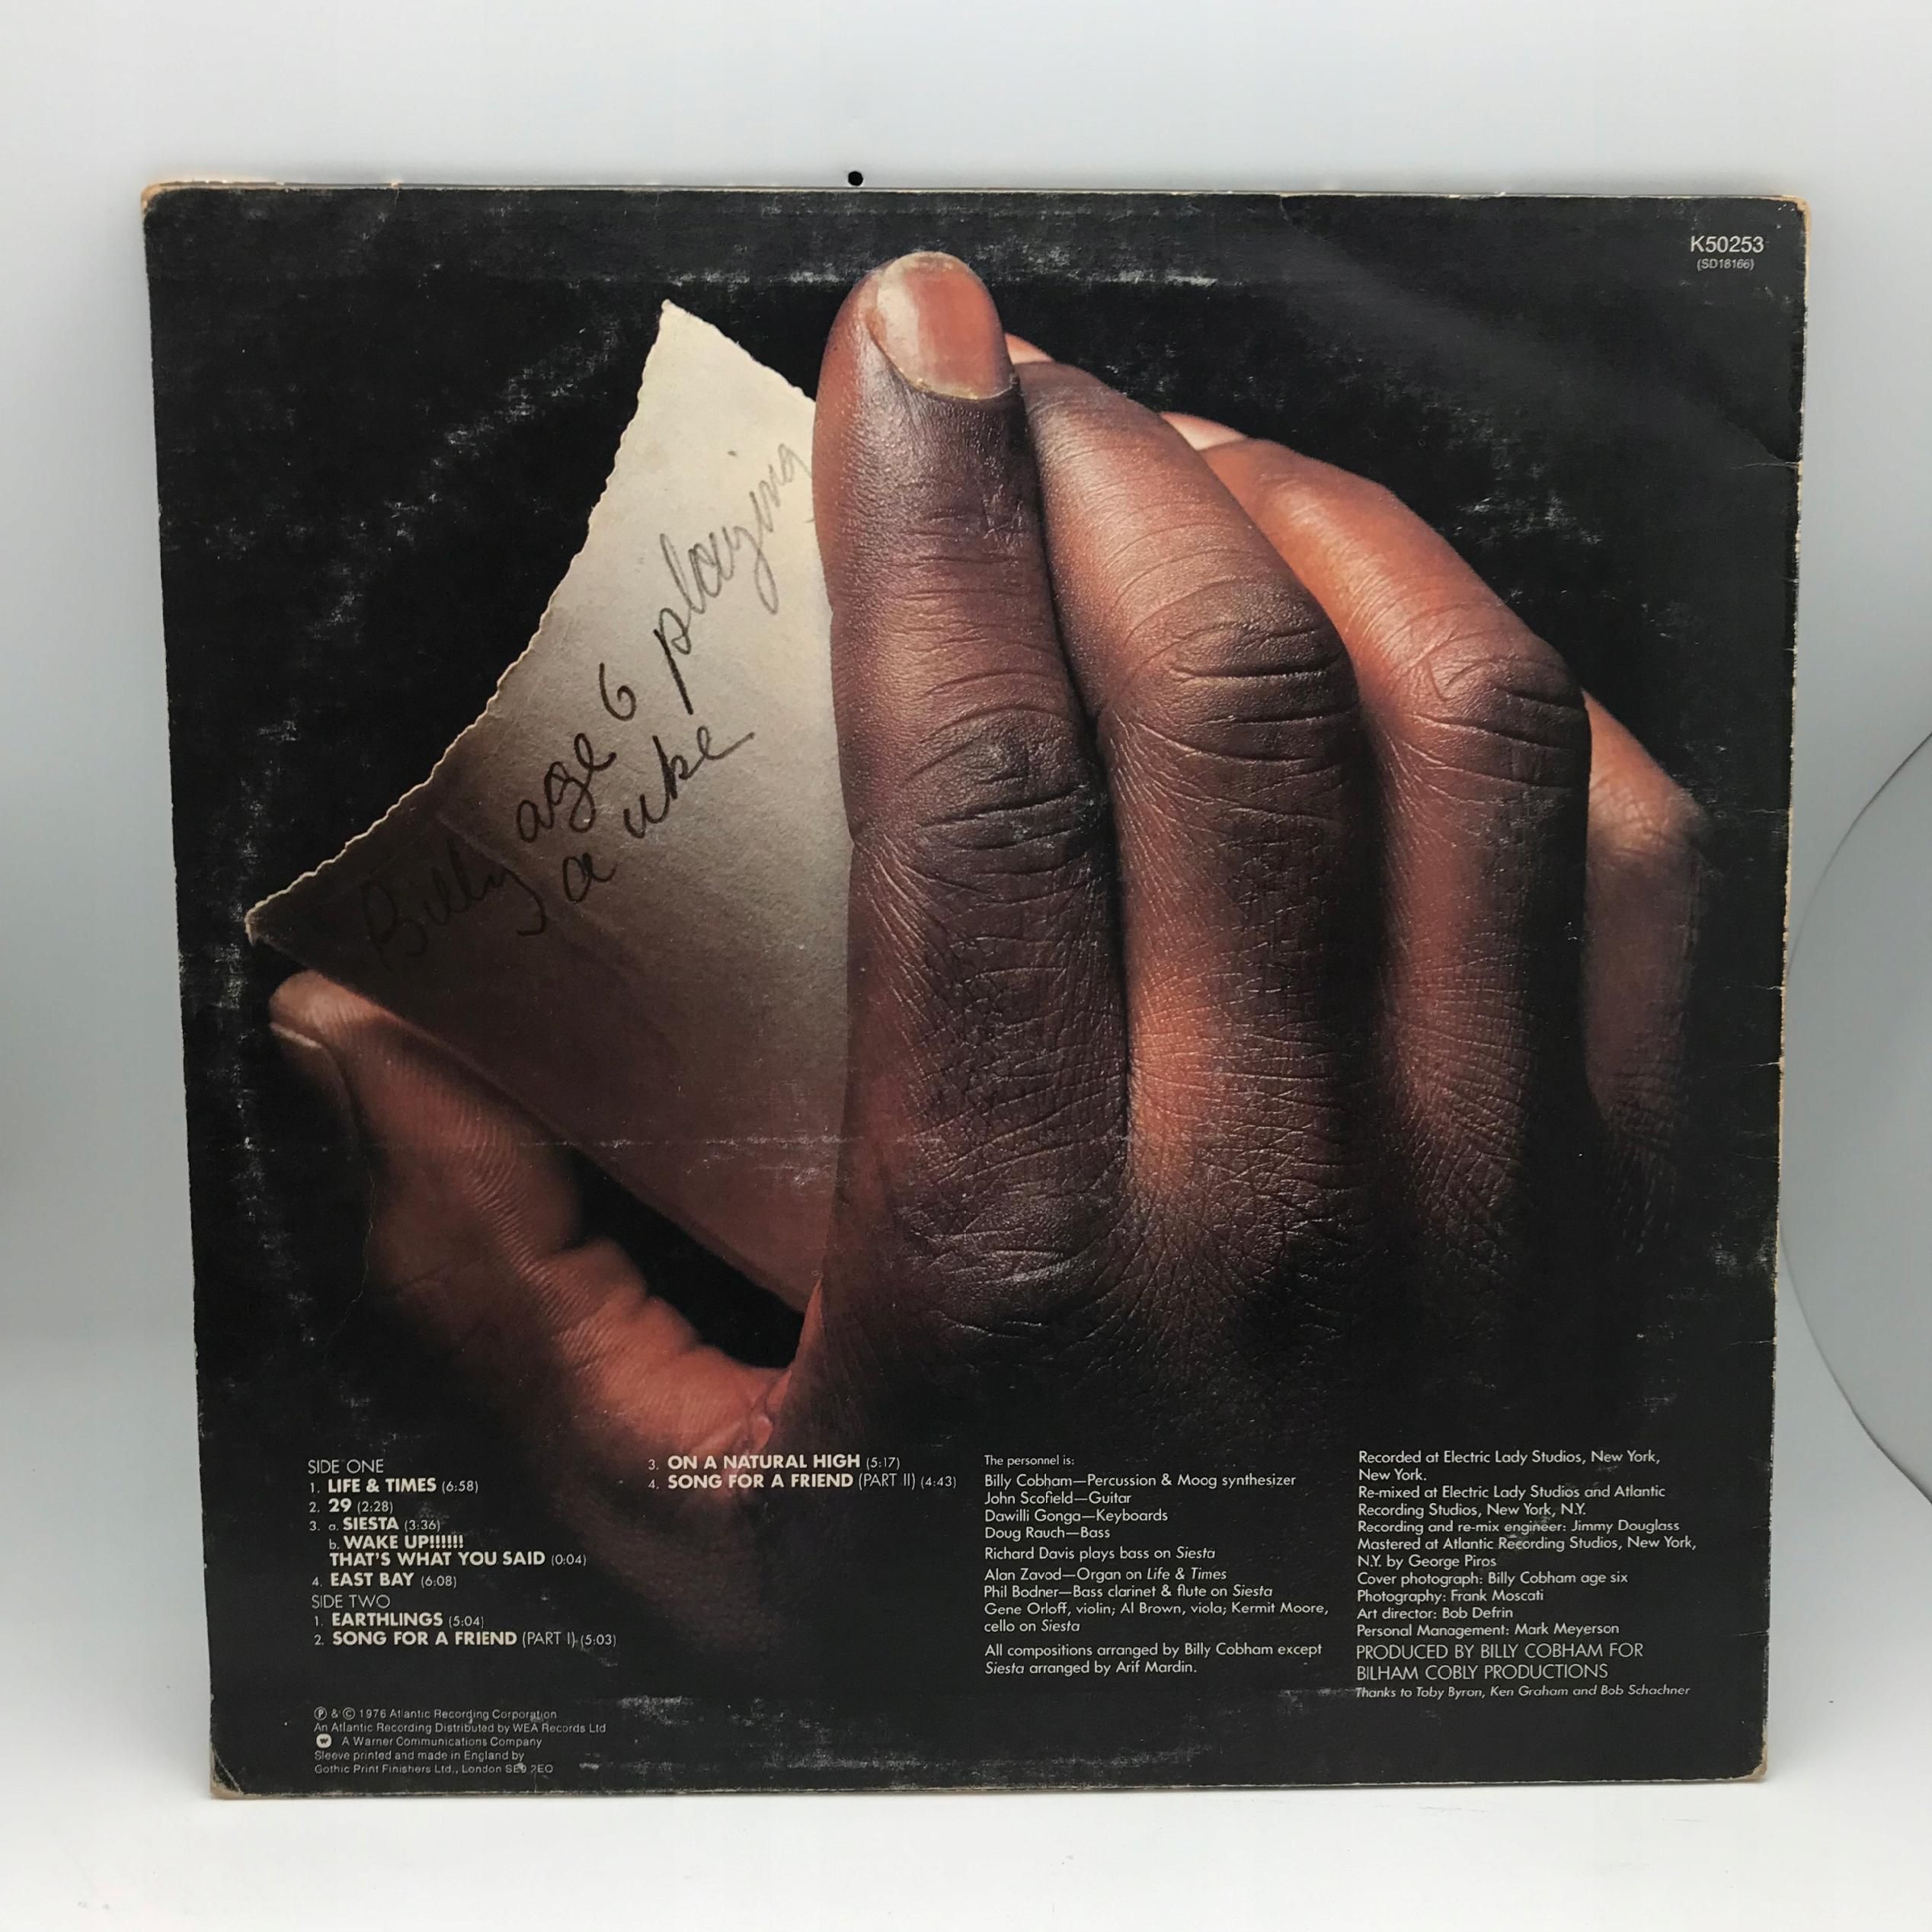 K50253
(SD18166)
Billy age 6 playing
a uke
SIDE ONE
1. LIFE & TIMES (6:58)
2. 29 (2:28)
3. a. SIESTA (3:36)
b. WAKE UP!!!!!!
THAT'S WHAT YOU SAID (0:04)
4. EAST BAY (6:08)
SIDE TWO
1. EARTHLINGS (5:04)
2. SONG FOR A FRIEND (PART I) (5:03)
3. ON A NATURAL HIGH (5:17)
4. SONG FOR A FRIEND (PART II) (4:43)
The personnel is:
Billy Cobham—Percussion & Moog synthesizer
John Scofield—Guitar
Dawilli Gonga—Keyboards
Doug Rauch—Bass
Richard Davis plays bass on Siesta
Alan Zavod—Organ on Life & Times
Phil Bodner—Bass clarinet & flute on Siesta
Gene Orloff, violin; Al Brown, viola; Kermit Moore,
cello on Siesta
All compositions arranged by Billy Cobham except
Siesta arranged by Arif Mardin.
Recorded at Electric Lady Studios, New York,
New York.
Re-mixed at Electric Lady Studios and Atlantic
Recording Studios, New York, N.Y.
Recording and re-mix engineer: Jimmy Douglass
Mastered at Atlantic Recording Studios, New York,
N.Y. by George Piros
Cover photograph: Billy Cobham age six
Photography: Frank Moscati
Art director: Bob Defrin
Personal Management: Mark Meyerson
PRODUCED BY BILLY COBHAM FOR
BILHAM COBLY PRODUCTIONS
Thanks to Toby Byron, Ken Graham and Bob Schachner
Ⓟ & © 1976 Atlantic Recording Corporation
An Atlantic Recording Distributed by WEA Records Ltd
A Warner Communications Company
Sleeve printed and made in England by
Gothic Print Finishers Ltd., London SE9 2EQ